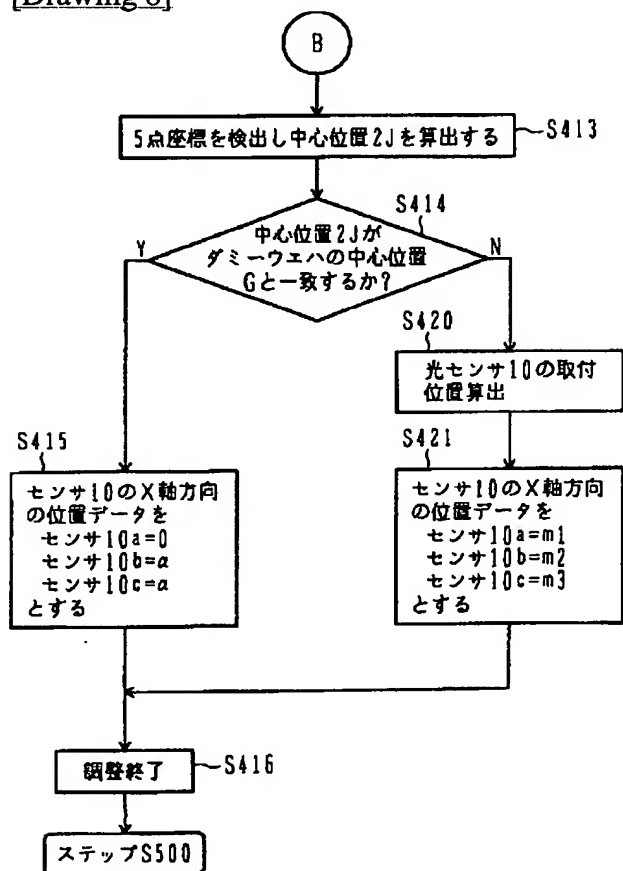 [Drawing 6]
B
5点座標を検出し中心位置2Jを算出する
S413
S414
中心位置2Jが
ダミーウエハの中心位置
Gと一致するか?
Y
N
S420
光センサ10の取付
位置算出
S415
センサ10のX軸方向
の位置データを
センサ10a=0
センサ10b=α
センサ10c=α
とする
S421
センサ10のX軸方向
の位置データを
センサ10a=m1
センサ10b=m2
センサ10c=m3
とする
調整終了
S416
ステップS500